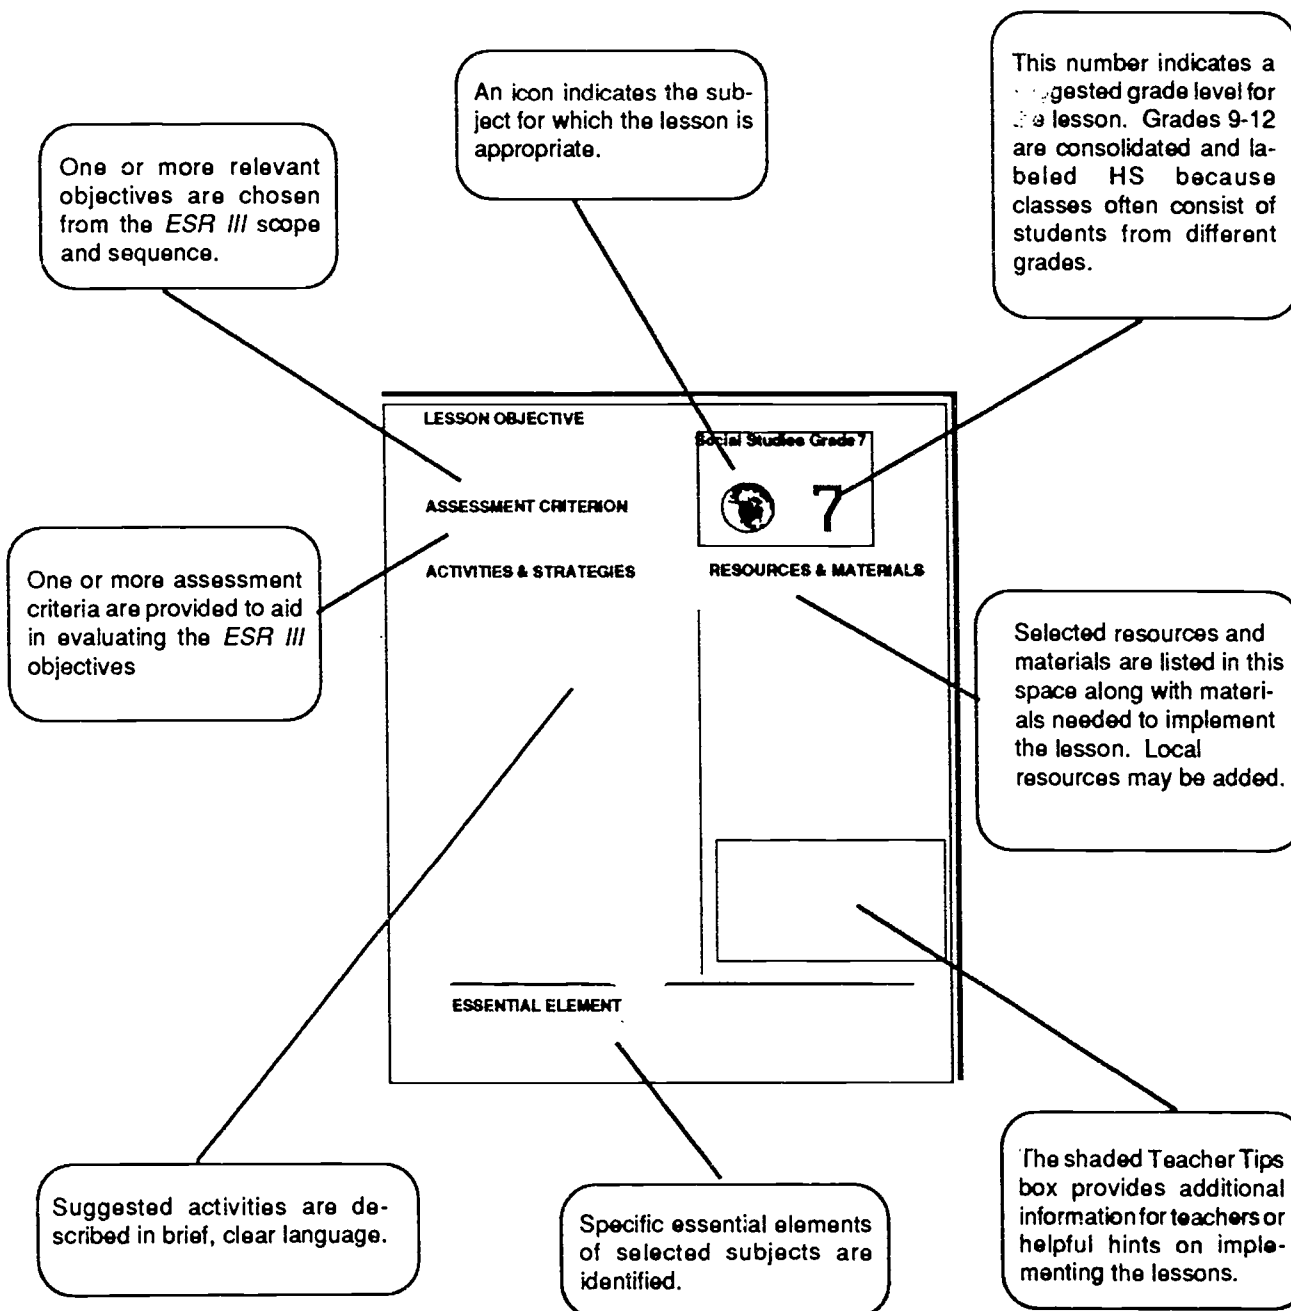 An icon indicates the sub-
ject for which the lesson is
appropriate.
This number indicates a
gested grade level for
lesson. Grades 9-12
are consolidated and la-
beled HS because
classes often consist of
students from different
grades.
One or more relevant
objectives are chosen
from the ESR III scope
and sequence.
LESSON OBJECTIVE
Social Studies Grade 7
7
ASSESSMENT CRITERION
ACTIVITIES & STRATEGIES
RESOURCES & MATERIALS
One or more assessment
criteria are provided to aid
in evaluating the ESR III
objectives
Selected resources and
materials are listed in this
space along with materi-
als needed to implement
the lesson. Local
resources may be added.
ESSENTIAL ELEMENT
Suggested activities are de-
scribed in brief, clear language.
Specific essential elements
of selected subjects are
identified.
The shaded Teacher Tips
box provides additional
information for teachers or
helpful hints on imple-
menting the lessons.